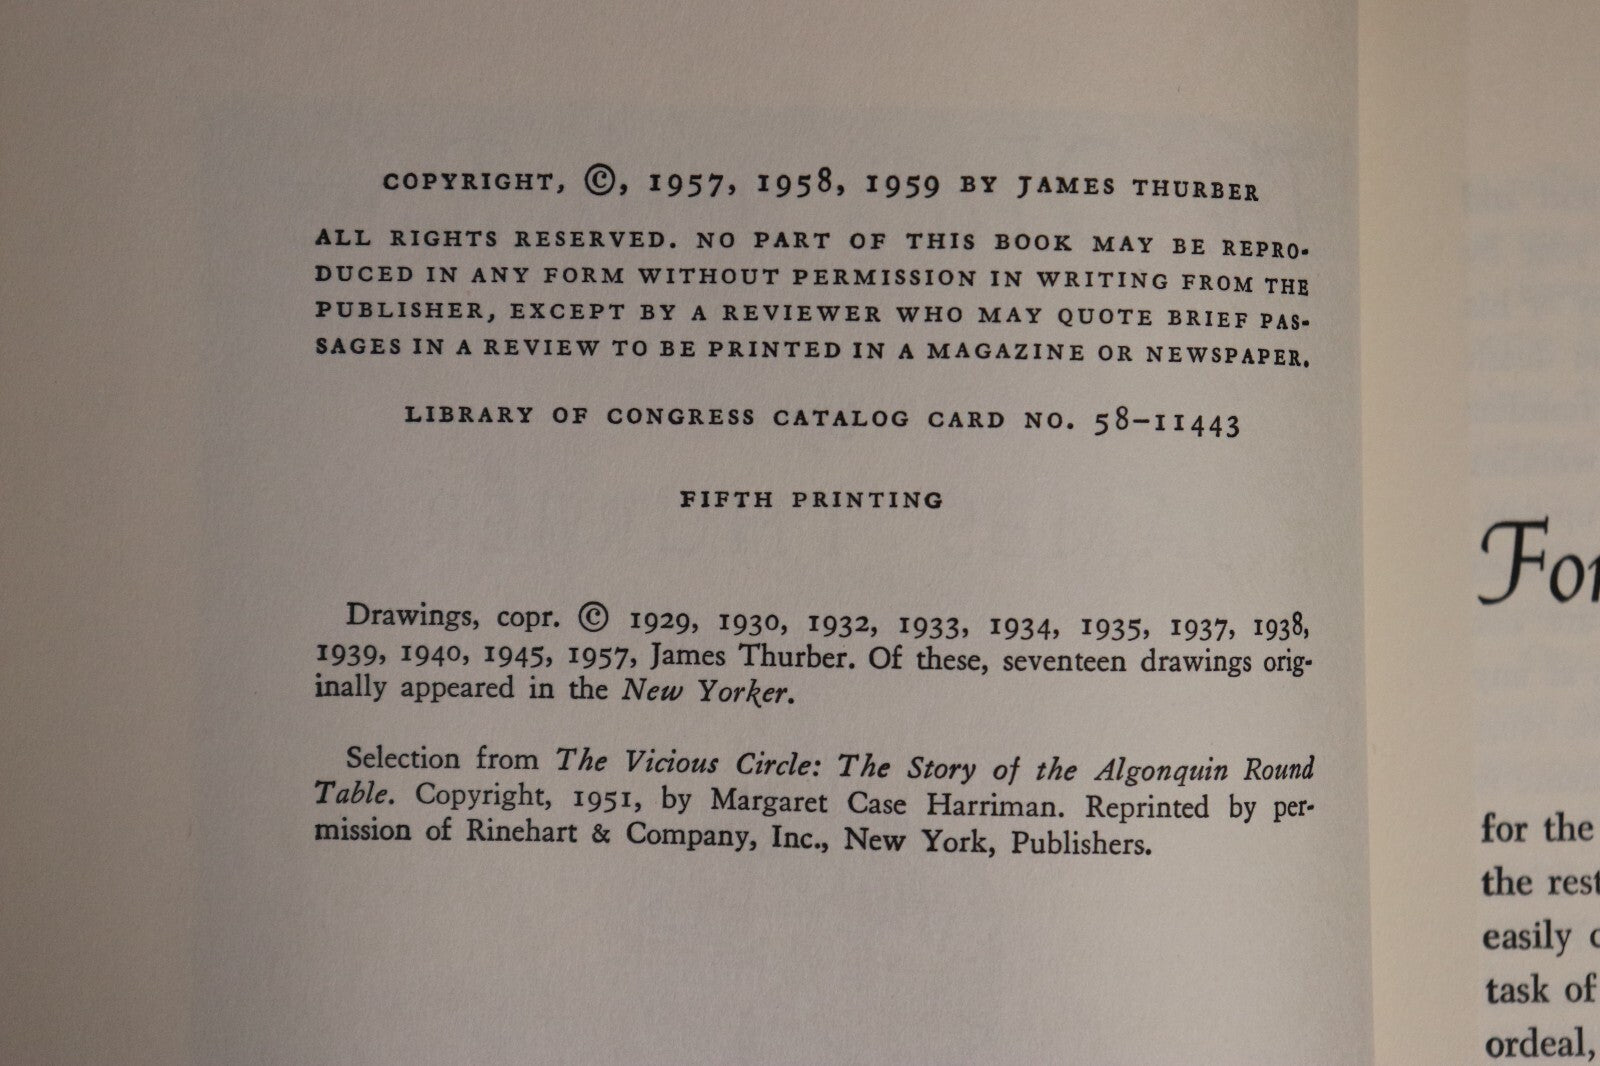 COPYRIGHT, ©, 1957, 1958, 1959 BY JAMES THURBER
ALL RIGHTS RESERVED. NO PART OF THIS BOOK MAY BE REPRO-
DUCED IN ANY FORM WITHOUT PERMISSION IN WRITING FROM THE
PUBLISHER, EXCEPT BY A REVIEWER WHO MAY QUOTE BRIEF PAS-
SAGES IN A REVIEW TO BE PRINTED IN A MAGAZINE OR NEWSPAPER.
LIBRARY OF CONGRESS CATALOG CARD NO. 58-11443
FIFTH PRINTING
Drawings, copr. © 1929, 1930, 1932, 1933, 1934, 1935, 1937, 1938,
1939, 1940, 1945, 1957, James Thurber. Of these, seventeen drawings orig-
inally appeared in the New Yorker.
Selection from The Vicious Circle: The Story of the Algonquin Round
Table. Copyright, 1951, by Margaret Case Harriman. Reprinted by per-
mission of Rinehart & Company, Inc., New York, Publishers.
For
for the
the rest
easily
task of
ordeal,